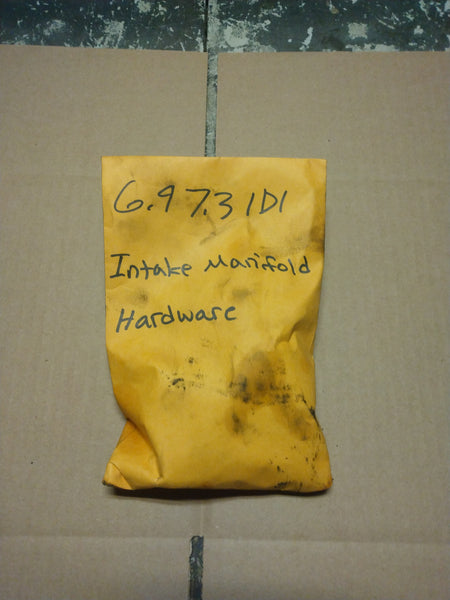 6.9 7.3 IDI
Intake Manifold
Hardware